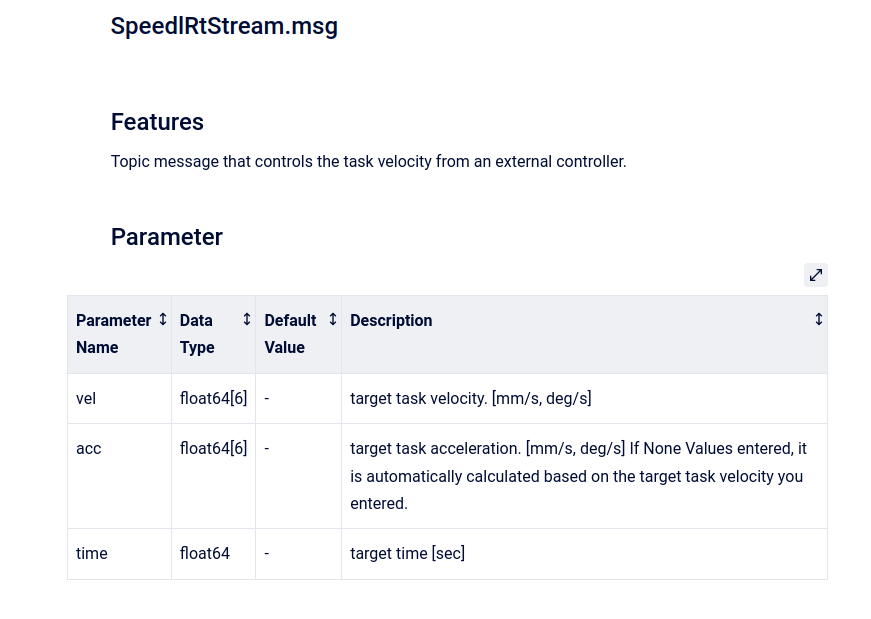 SpeedlRtStream.msg
Features
Topic message that controls the task velocity from an external controller.
Parameter
Parameter Name
Data Type
Default Value
Description
vel
float64[6]
-
target task velocity. [mm/s, deg/s]
acc
float64[6]
-
target task acceleration. [mm/s, deg/s] If None Values entered, it
is automatically calculated based on the target task velocity you
entered.
time
float64
-
target time [sec]